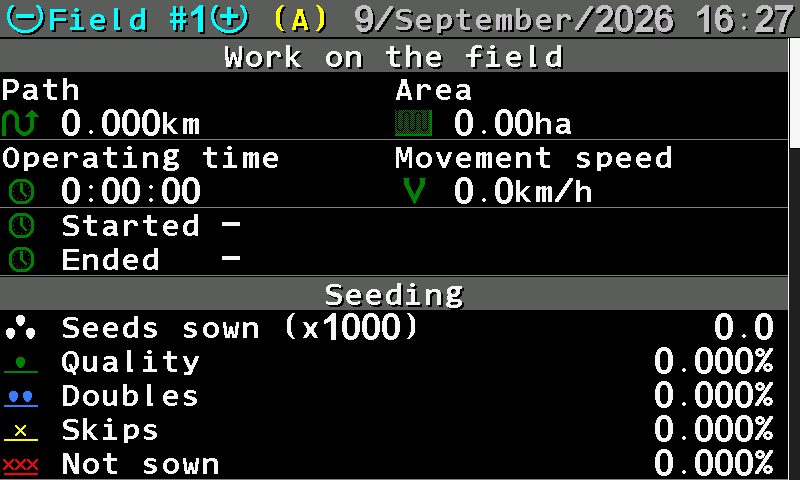 Field #1 (A) 9/September/2026 16:27
Work on the field
Path Area
0.000km 0.00ha
Operating time Movement speed
0:00:00 0.0km/h
Started -
Ended -
Seeding
Seeds sown (x1000) 0.0
Quality 0.000%
Doubles 0.000%
Skips 0.000%
Not sown 0.000%